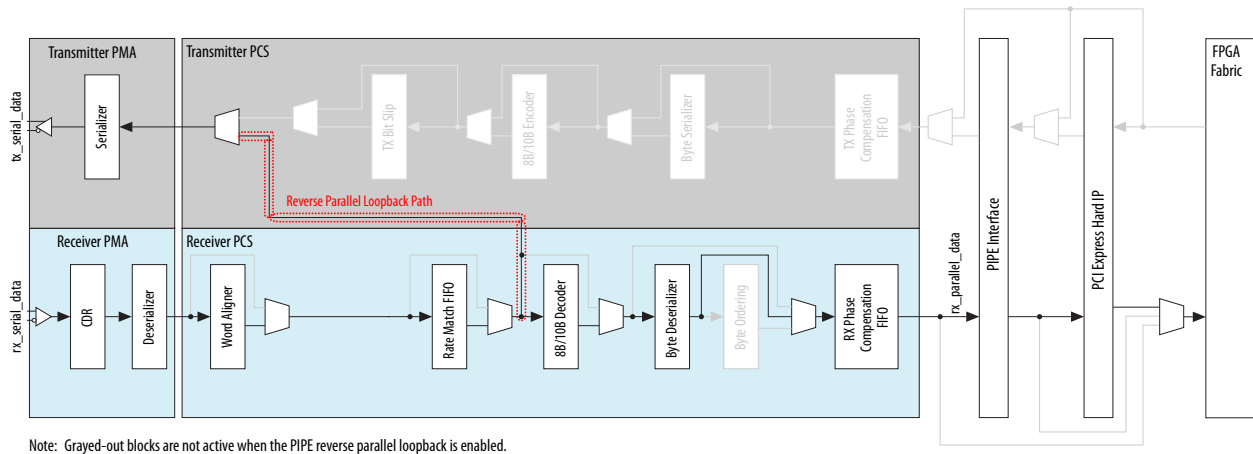 Transmitter PMA
Transmitter PCS
FPGA
Fabric
tx_serial_data
Serializer
TX Bit Slip
8B/10B Encoder
Byte Serializer
TX Phase
Compensation
FIFO
Reverse Parallel Loopback Path
PIPE Interface
PCI Express Hard IP
Receiver PMA
Receiver PCS
rx_serial_data
CDR
Deserializer
Word Aligner
Rate Match FIFO
8B/10B Decoder
Byte Deserializer
Byte Ordering
RX Phase
Compensation
FIFO
rx_parallel_data
Note: Grayed-out blocks are not active when the PIPE reverse parallel loopback is enabled.